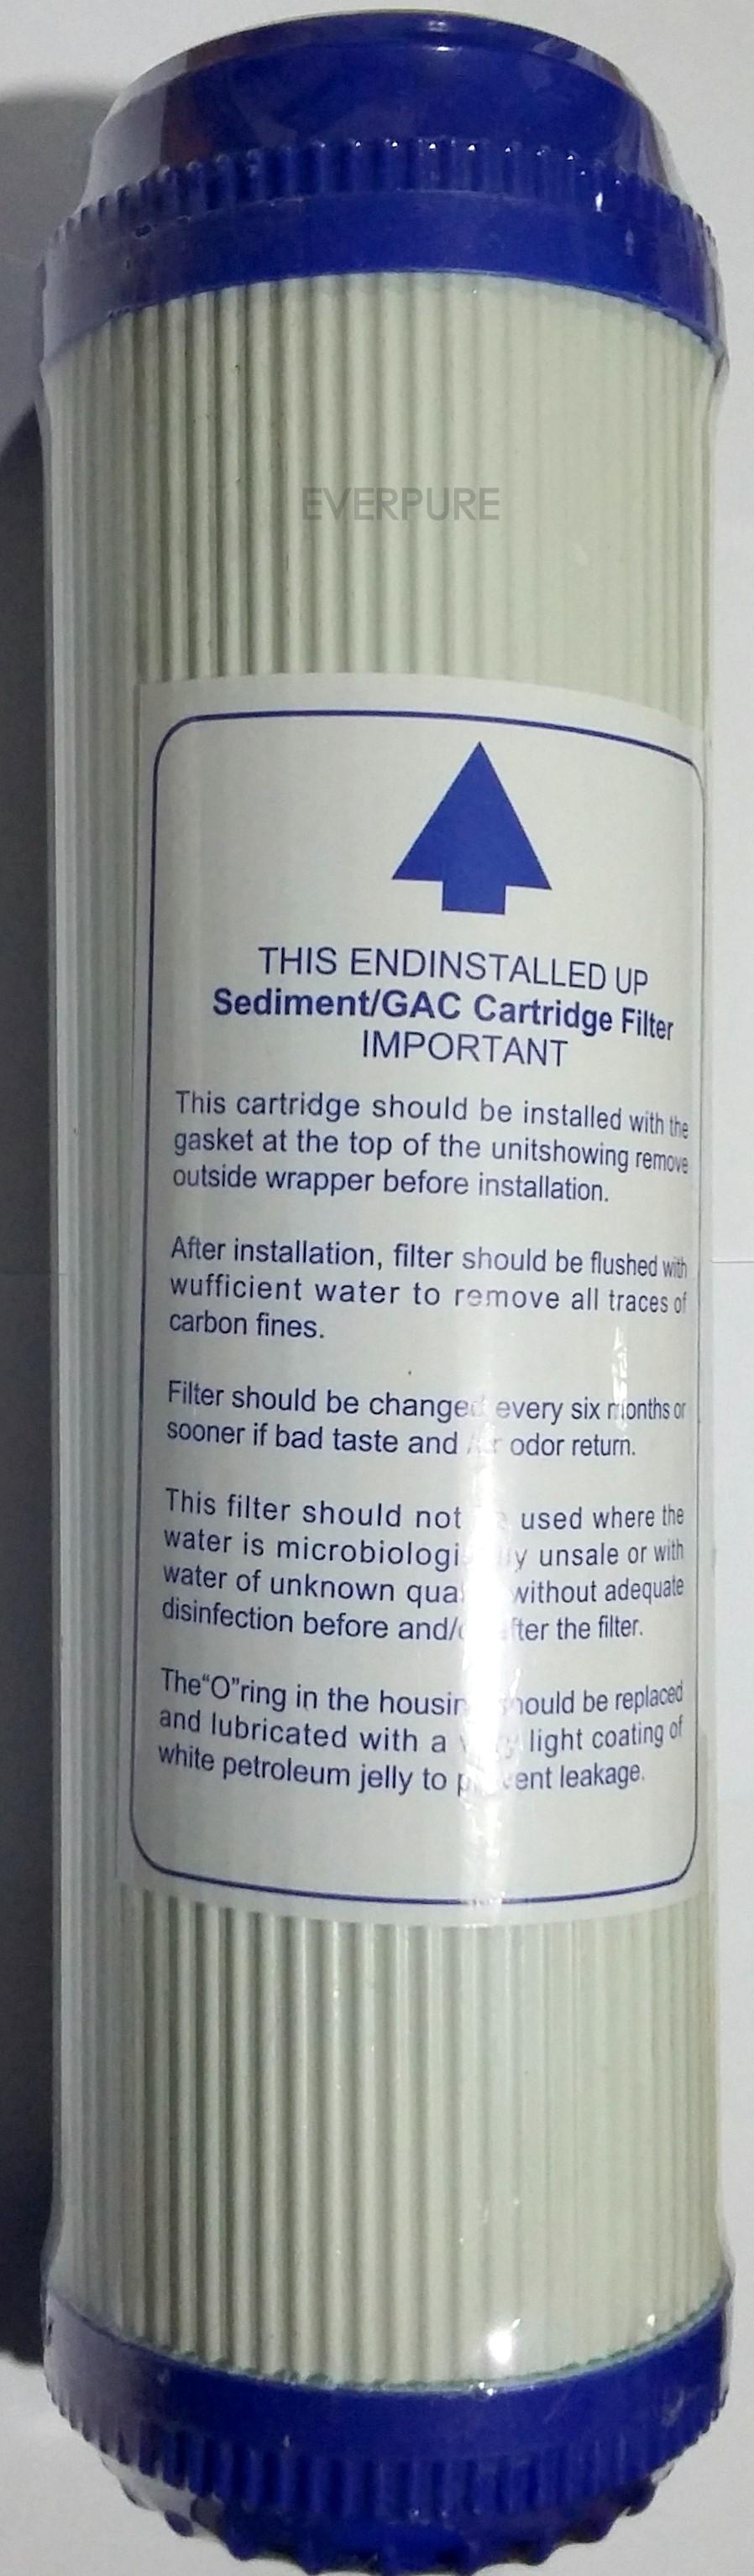 EVERPURE
THIS ENDINSTALLED UP
Sediment/GAC Cartridge Filter
IMPORTANT
This cartridge should be installed with the
gasket at the top of the unitshowing remove
outside wrapper before installation.
After installation, filter should be flushed with
wufficient water to remove all traces of
carbon fines.
Filter should be changed every six months or
sooner if bad taste and odor return.
This filter should not used where the
water is microbiologically unsale or with
water of unknown without adequate
disinfection before and/or after the filter.
The“O”ring in the housing should be replaced
and lubricated with a light coating of
white petroleum jelly to prevent leakage.